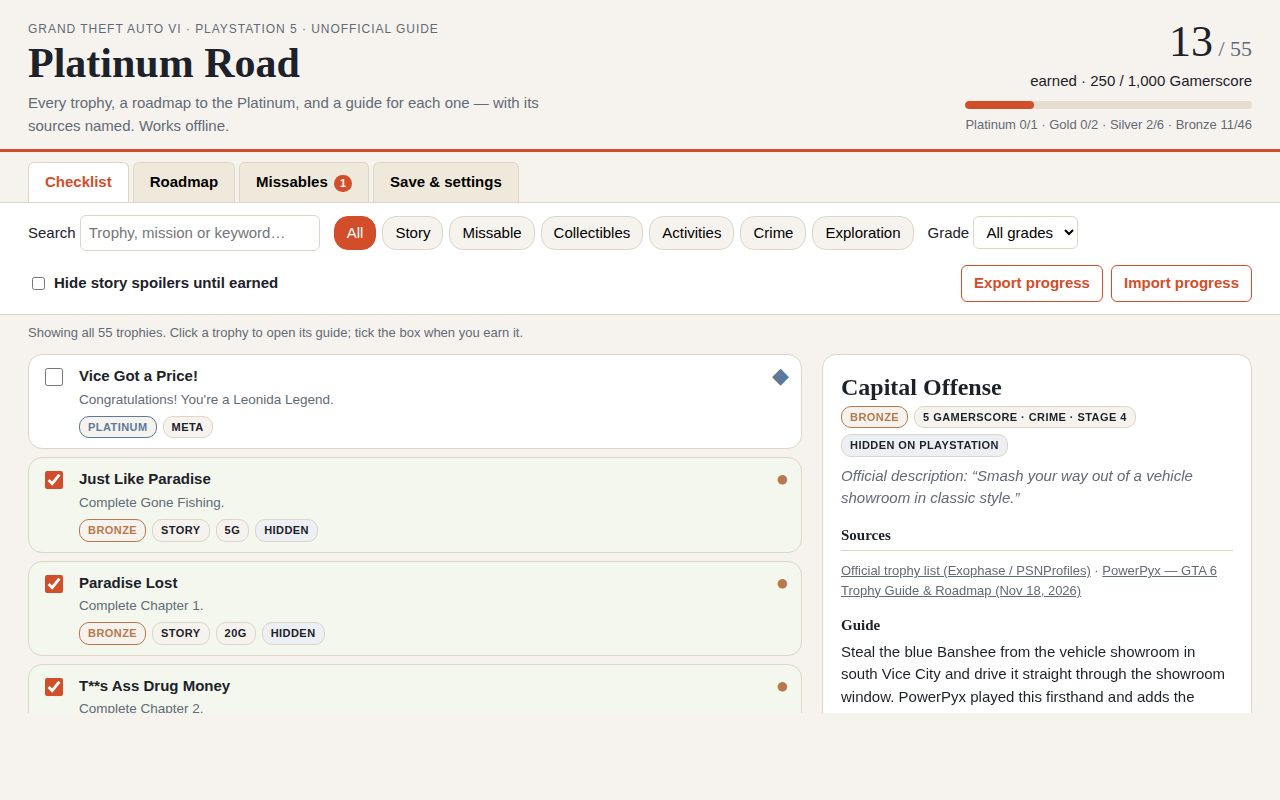 GRAND THEFT AUTO VI · PLAYSTATION 5 · UNOFFICIAL GUIDE
Platinum Road
Every trophy, a roadmap to the Platinum, and a guide for each one — with its
sources named. Works offline.
13 / 55
earned · 250 / 1,000 Gamerscore
Platinum 0/1 · Gold 0/2 · Silver 2/6 · Bronze 11/46
Checklist Roadmap Missables 1 Save & settings
Search Trophy, mission or keyword… All Story Missable Collectibles Activities Crime Exploration Grade All grades
Hide story spoilers until earned Export progress Import progress
Showing all 55 trophies. Click a trophy to open its guide; tick the box when you earn it.
Vice Got a Price!
Congratulations! You're a Leonida Legend.
PLATINUM META
Just Like Paradise
Complete Gone Fishing.
BRONZE STORY 5G HIDDEN
Paradise Lost
Complete Chapter 1.
BRONZE STORY 20G HIDDEN
T**s Ass Drug Money
Complete Chapter 2.
Capital Offense
BRONZE 5 GAMERSCORE · CRIME · STAGE 4
HIDDEN ON PLAYSTATION
Official description: “Smash your way out of a vehicle
showroom in classic style.”
Sources
Official trophy list (Exophase / PSNProfiles) · PowerPyx — GTA 6
Trophy Guide & Roadmap (Nov 18, 2026)
Guide
Steal the blue Banshee from the vehicle showroom in
south Vice City and drive it straight through the showroom
window. PowerPyx played this firsthand and adds the